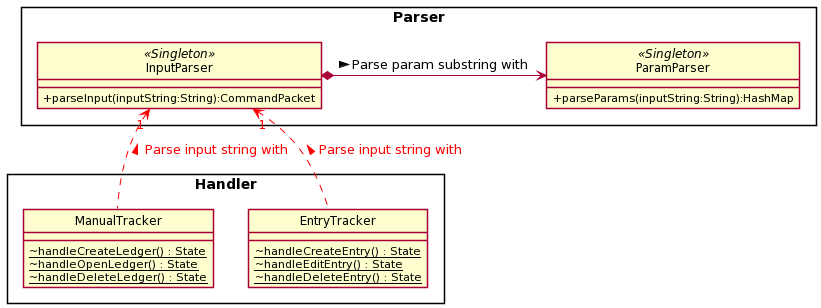 Parser
«Singleton»
InputParser
+parseInput(inputString:String):CommandPacket
Parse param substring with
«Singleton»
ParamParser
+parseParams(inputString:String):HashMap
1
1
Parse input string with
Parse input string with
Handler
ManualTracker
~handleCreateLedger() : State
~handleOpenLedger() : State
~handleDeleteLedger() : State
EntryTracker
~handleCreateEntry() : State
~handleEditEntry() : State
~handleDeleteEntry() : State